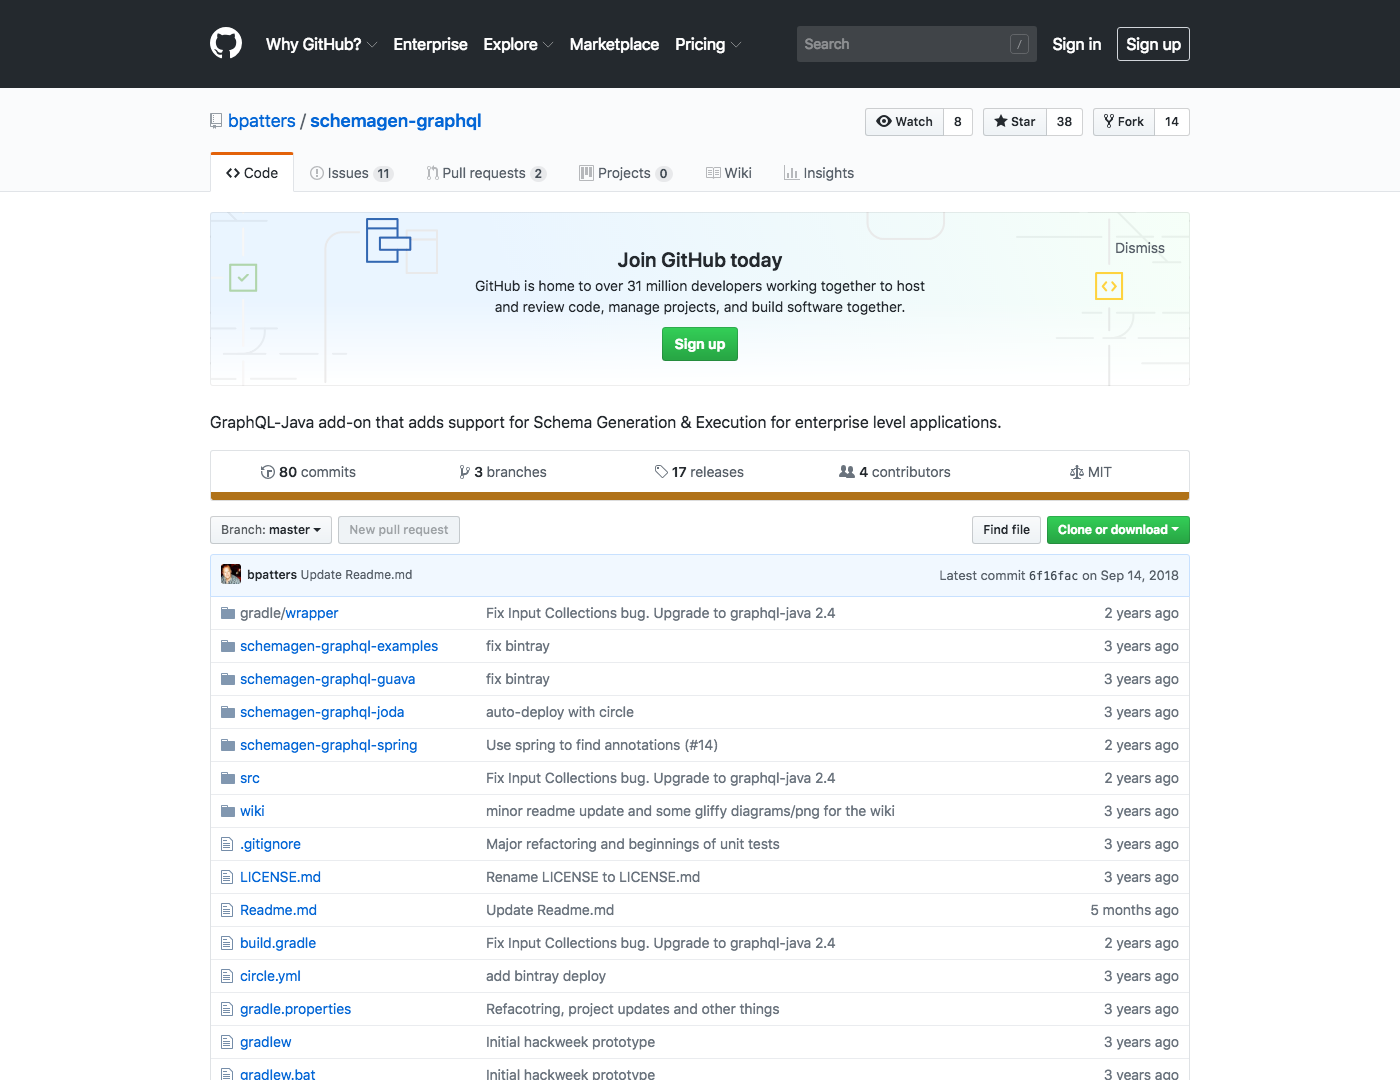 Why GitHub? Enterprise Explore Marketplace Pricing Search / Sign in Sign up
bpatters / schemagen-graphql Watch 8 Star 38 Fork 14
Code Issues 11 Pull requests 2 Projects 0 Wiki Insights
Dismiss
Join GitHub today
GitHub is home to over 31 million developers working together to host
and review code, manage projects, and build software together.
Sign up
GraphQL-Java add-on that adds support for Schema Generation & Execution for enterprise level applications.
80 commits 3 branches 17 releases 4 contributors MIT
Branch: master New pull request Find file Clone or download
bpatters Update Readme.md Latest commit 6f16fac on Sep 14, 2018
gradle/wrapper Fix Input Collections bug. Upgrade to graphql-java 2.4 2 years ago
schemagen-graphql-examples fix bintray 3 years ago
schemagen-graphql-guava fix bintray 3 years ago
schemagen-graphql-joda auto-deploy with circle 3 years ago
schemagen-graphql-spring Use spring to find annotations (#14) 2 years ago
src Fix Input Collections bug. Upgrade to graphql-java 2.4 2 years ago
wiki minor readme update and some gliffy diagrams/png for the wiki 3 years ago
.gitignore Major refactoring and beginnings of unit tests 3 years ago
LICENSE.md Rename LICENSE to LICENSE.md 3 years ago
Readme.md Update Readme.md 5 months ago
build.gradle Fix Input Collections bug. Upgrade to graphql-java 2.4 2 years ago
circle.yml add bintray deploy 3 years ago
gradle.properties Refacotring, project updates and other things 3 years ago
gradlew Initial hackweek prototype 3 years ago
gradlew.bat Initial hackweek prototype 3 years ago